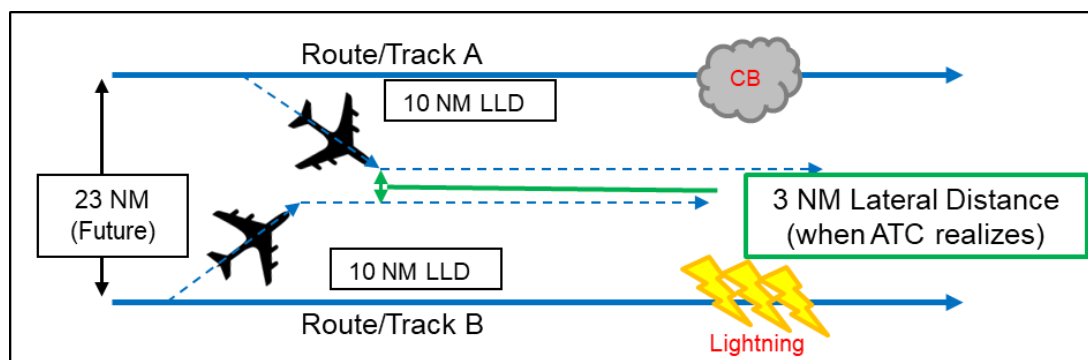 Route/Track A
10 NM LLD
CB
23 NM
(Future)
3 NM Lateral Distance
(when ATC realizes)
10 NM LLD
Route/Track B
Lightning